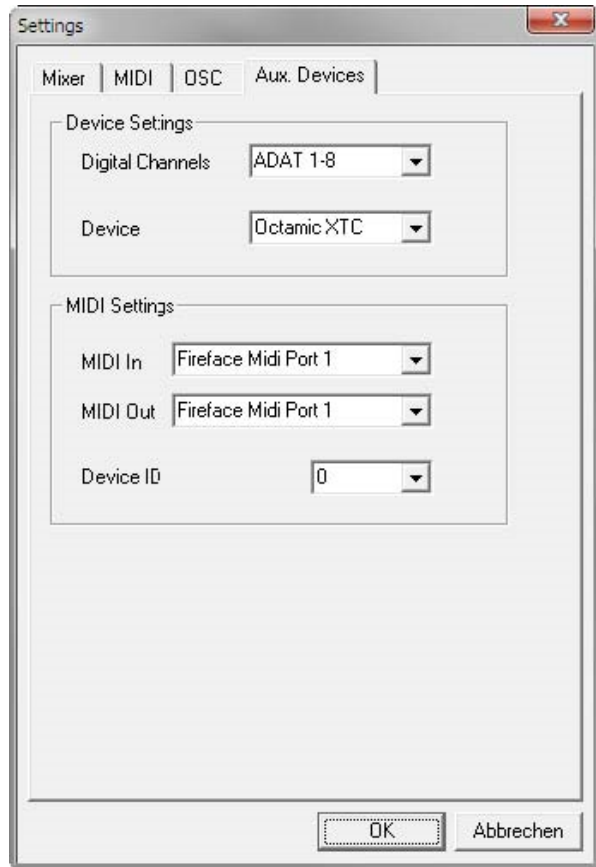 Settings
Mixer MIDI OSC Aux. Devices
Device Settings
Digital Channels ADAT 1-8
Device Octamic XTC
MIDI Settings
MIDI In Fireface Midi Port 1
MIDI Out Fireface Midi Port 1
Device ID 0
OK Abbrechen